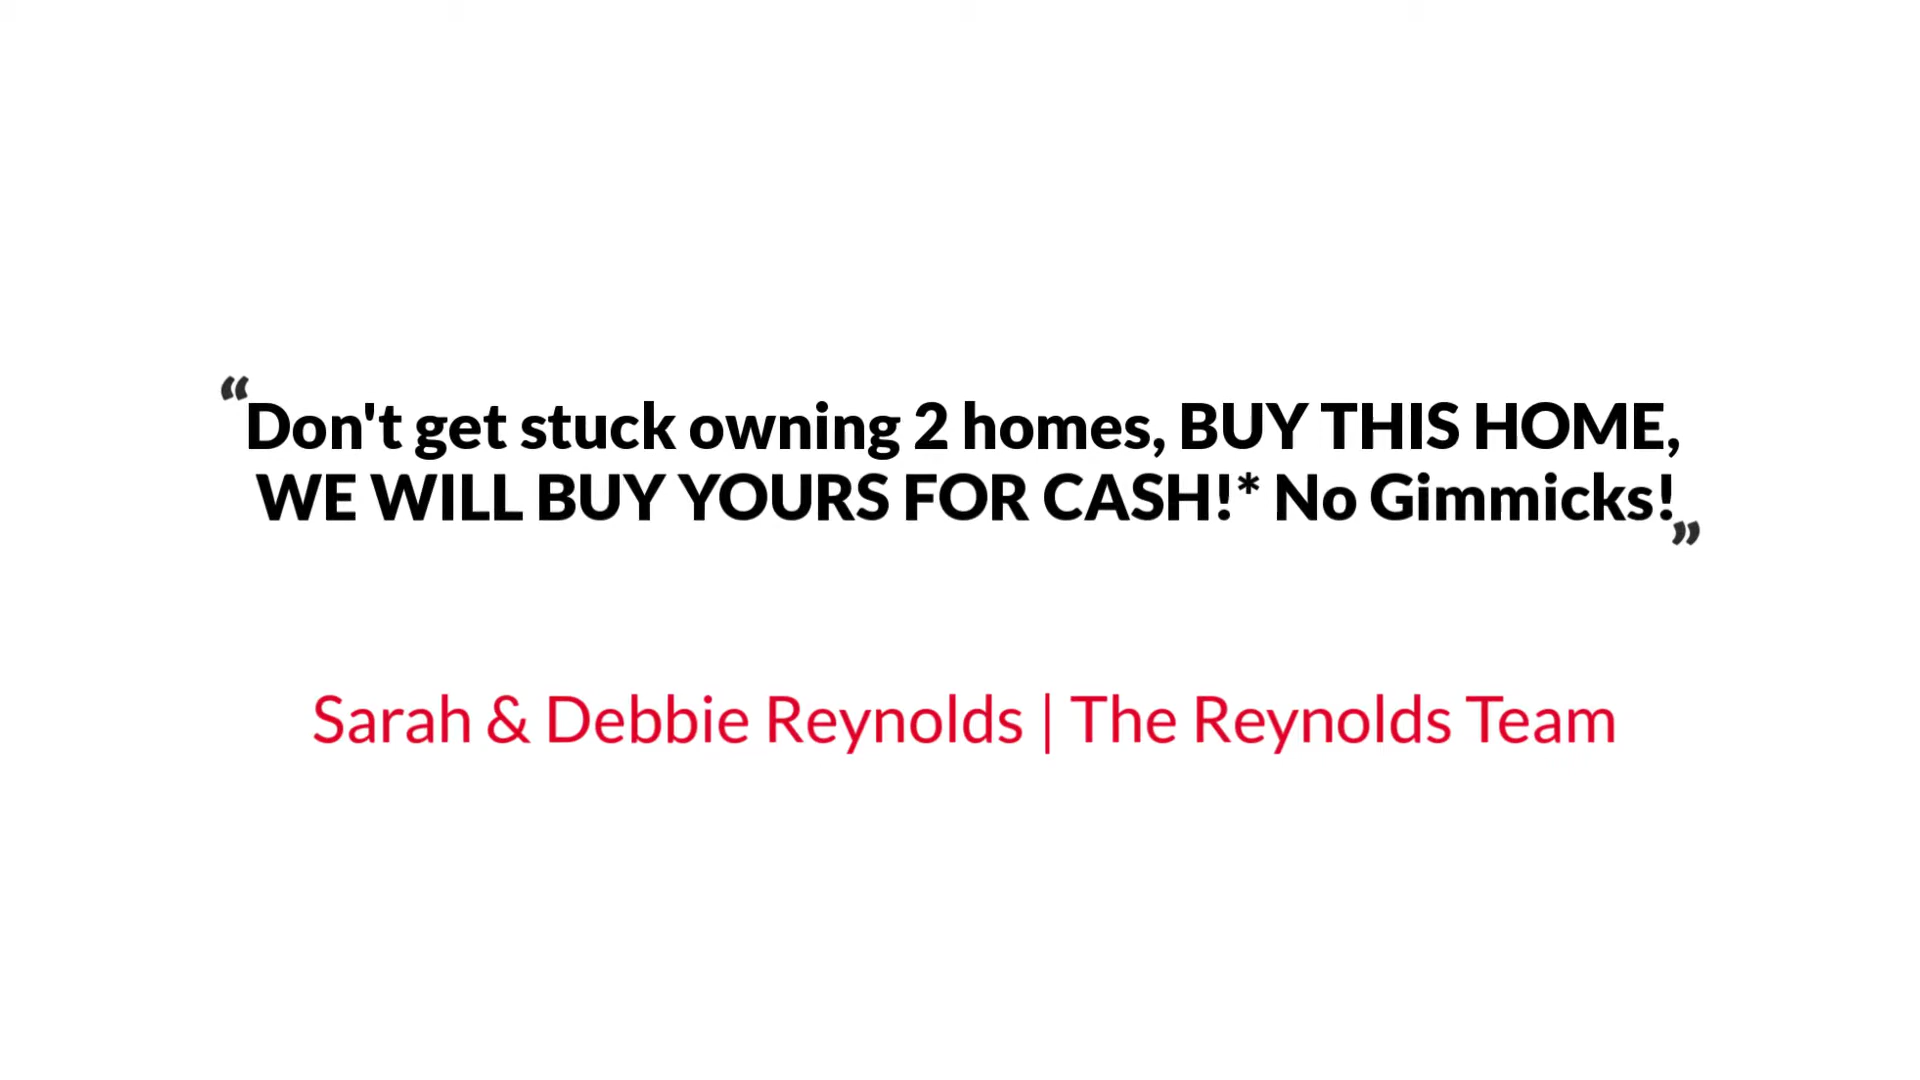 “Don't get stuck owning 2 homes, BUY THIS HOME,
WE WILL BUY YOURS FOR CASH!* No Gimmicks!”
Sarah & Debbie Reynolds | The Reynolds Team